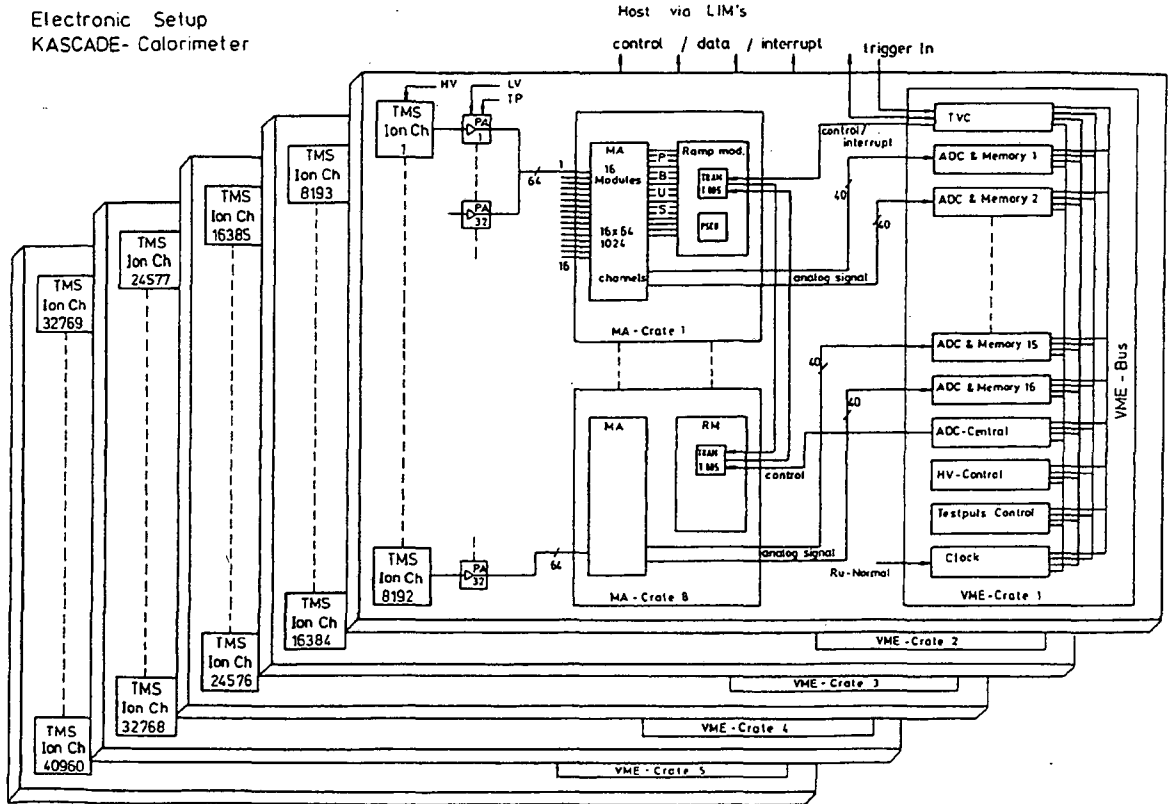 Electronic Setup
KASCADE- Calorimeter
Host via LIM's
control / data / interrupt
trigger In
HV
LV
TP
TMS
Ion Ch
1
PA
1
PA
32
64
1
16
MA
16
Modules
16x64
1024
channels
P
B
U
S
Ramp mod.
TRAM
T 805
MA - Crate 1
control/
interrupt
40
40
analog signal
TVC
ADC & Memory 1
ADC & Memory 2
ADC & Memory 15
ADC & Memory 16
ADC-Central
HV-Control
Testpuls Control
Clock
VME-Bus
VME-Crate 1
40
40
MA
RM
TRAM
T 805
control
analog signal
Ru-Normal
MA - Crate 8
TMS
Ion Ch
8192
PA
32
64
TMS
Ion Ch
8193
TMS
Ion Ch
16384
VME -Crate 2
TMS
Ion Ch
16385
TMS
Ion Ch
24576
VME -Crate 3
TMS
Ion Ch
24577
TMS
Ion Ch
32768
VME -Crate 4
TMS
Ion Ch
32769
TMS
Ion Ch
40960
VME - Crate 5